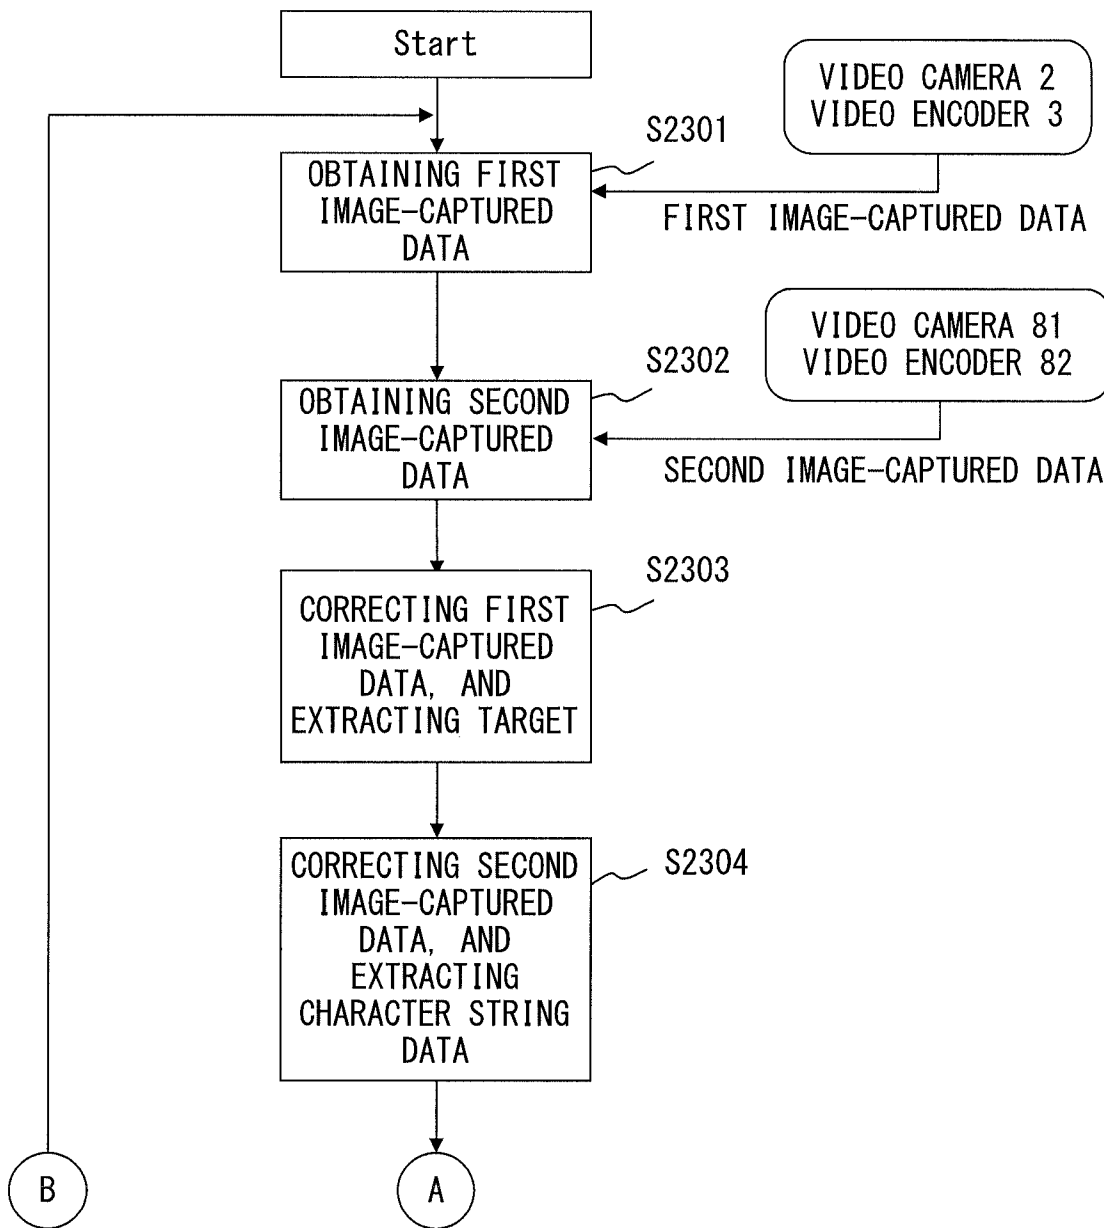 Start
VIDEO CAMERA 2
VIDEO ENCODER 3
S2301
OBTAINING FIRST
IMAGE-CAPTURED
DATA
FIRST IMAGE-CAPTURED DATA
VIDEO CAMERA 81
VIDEO ENCODER 82
S2302
OBTAINING SECOND
IMAGE-CAPTURED
DATA
SECOND IMAGE-CAPTURED DATA
S2303
CORRECTING FIRST
IMAGE-CAPTURED
DATA, AND
EXTRACTING TARGET
S2304
CORRECTING SECOND
IMAGE-CAPTURED
DATA, AND
EXTRACTING
CHARACTER STRING
DATA
B
A